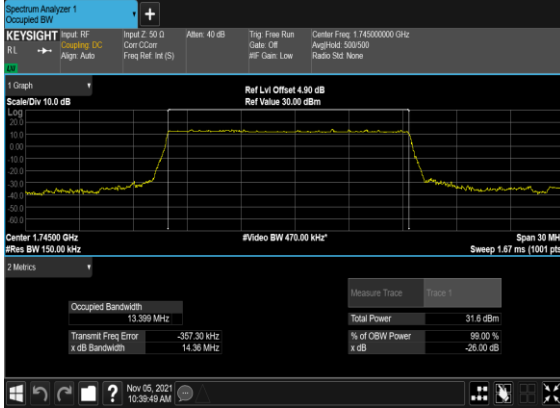 Spectrum Analyzer 1
Occupied BW
+
KEYSIGHT Input: RF Input Z: 50 Ω Atten: 40 dB Trig: Free Run Center Freq: 1.745000000 GHz
RL Coupling: DC Corr CCorr Gate: Off Avg|Hold: 500/500
Align: Auto Freq Ref: Int (S) #IF Gain: Low Radio Std: None
1 Graph
Ref Lvl Offset 4.90 dB
Scale/Div 10.0 dB Ref Value 30.00 dBm
Log
20.0
10.0
0.00
-10.0
-20.0
-30.0
-40.0
-50.0
-60.0
Center 1.74500 GHz #Video BW 470.00 kHz* Span 30 MH
#Res BW 150.00 kHz Sweep 1.67 ms (1001 pts
2 Metrics
Measure Trace Trace 1
Occupied Bandwidth
13.399 MHz Total Power 31.6 dBm
Transmit Freq Error -357.30 kHz % of OBW Power 99.00 %
x dB Bandwidth 14.36 MHz x dB -26.00 dB
? Nov 05, 2021
10:39:49 AM